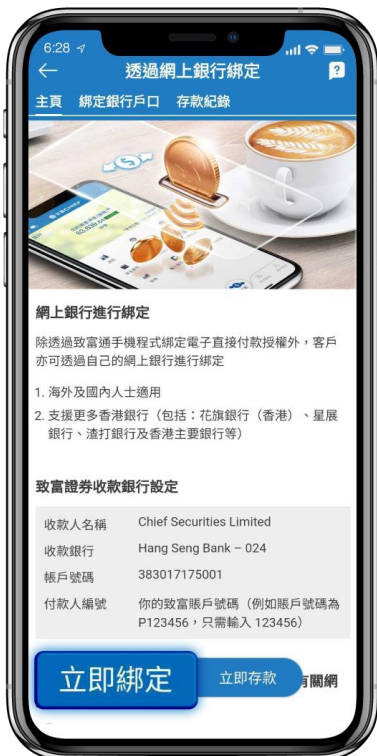 6:28
透過網上銀行綁定
?
主頁 綁定銀行戶口 存款紀錄
CHIEF
網上銀行進行綁定
除透過致富通手機程式綁定電子直接付款授權外，客戶
亦可透過自己的網上銀行進行綁定
1. 海外及國內人士適用
2. 支援更多香港銀行（包括：花旗銀行（香港）、星展
銀行、渣打銀行及香港主要銀行等）
致富證券收款銀行設定
收款人名稱 Chief Securities Limited
收款銀行 Hang Seng Bank – 024
帳戶號碼 383017175001
付款人編號 你的致富賬戶號碼（例如賬戶號碼為
P123456，只需輸入 123456）
立即綁定 立即存款 有關網